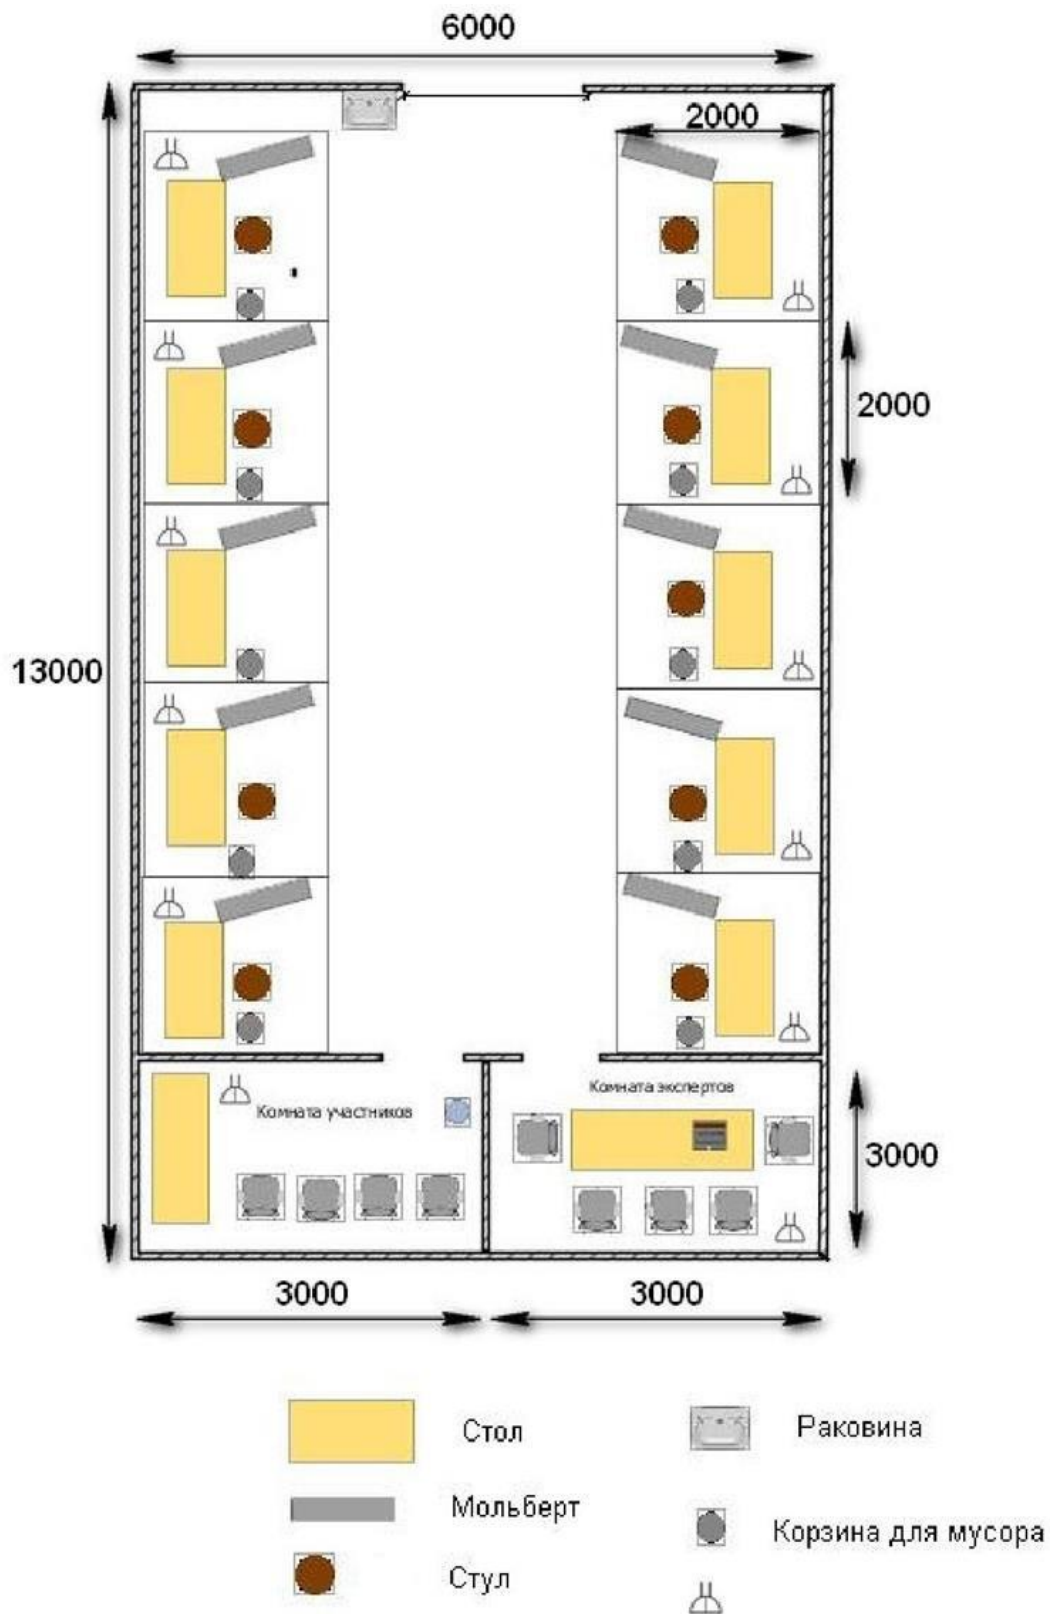 6000
2000
2000
13000
Комната участников
Комната экспертов
3000
3000
3000
Стол
Раковина
Мольберт
Корзина для мусора
Стул